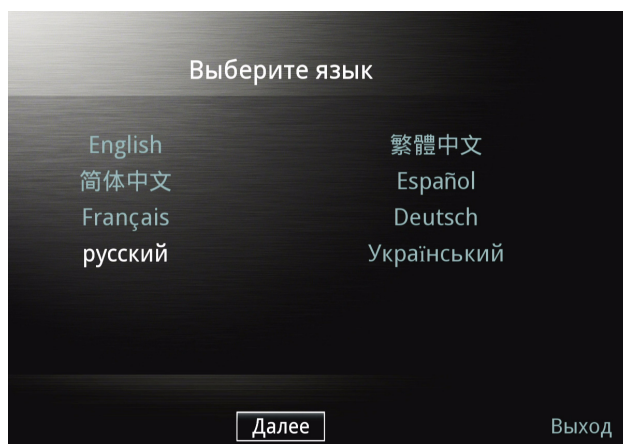 Выберите язык
English 繁體中文
简体中文 Español
Français Deutsch
русский Український
Далее Выход